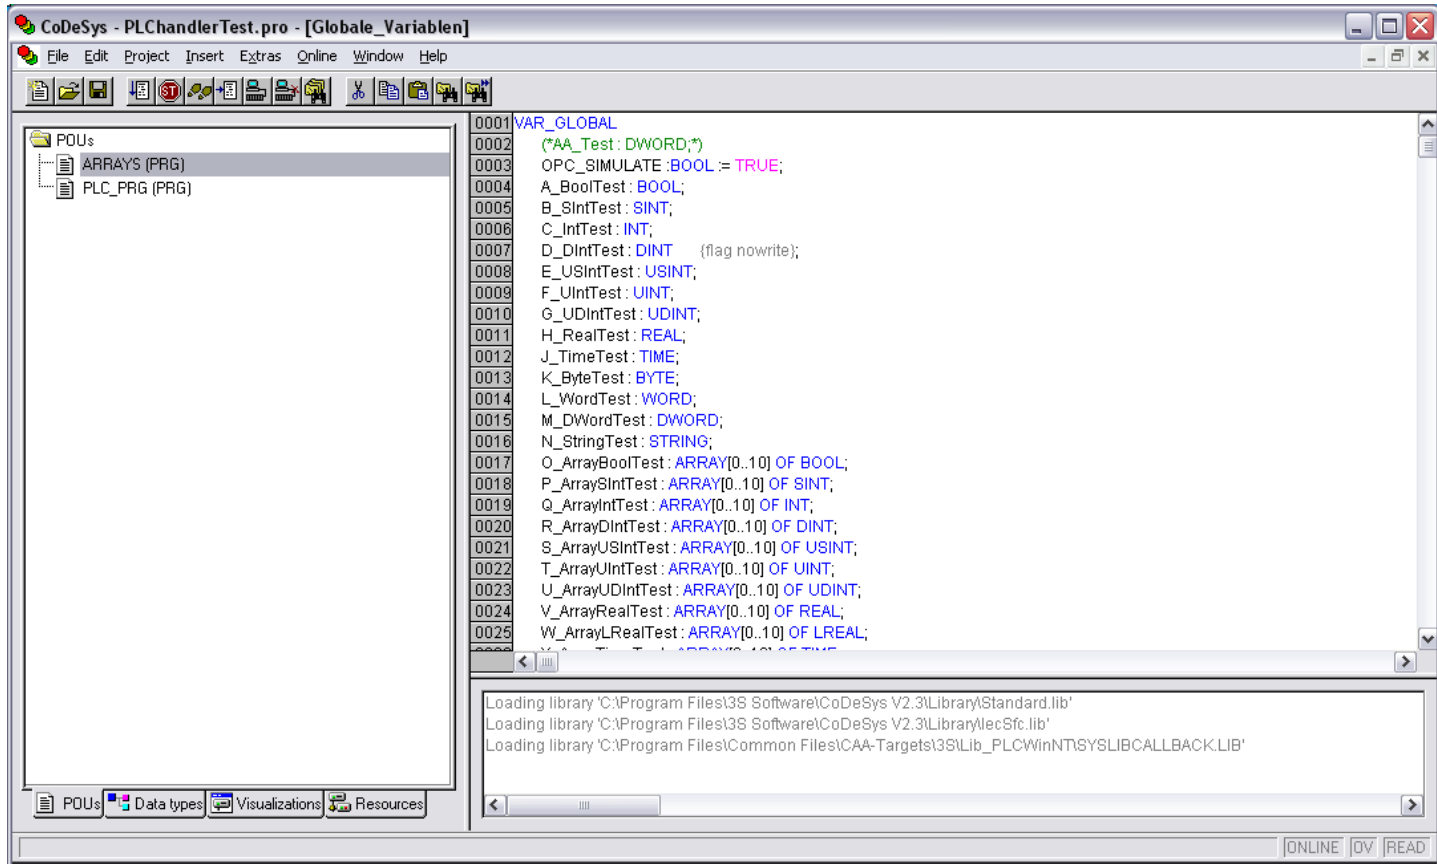 CoDeSys - PLCHandlerTest.pro - [Globale_Variablen]
File Edit Project Insert Extras Online Window Help
POUs
ARRAYS (PRG)
PLC_PRG (PRG)
0001 VAR_GLOBAL
0002 (*AA_Test : DWORD;*)
0003 OPC_SIMULATE :BOOL := TRUE;
0004 A_BoolTest : BOOL;
0005 B_SIntTest : SINT;
0006 C_IntTest : INT;
0007 D_DIntTest : DINT {flag nowrite};
0008 E_USIntTest : USINT;
0009 F_UIntTest : UINT;
0010 G_UDIntTest : UDINT;
0011 H_RealTest : REAL;
0012 J_TimeTest : TIME;
0013 K_ByteTest : BYTE;
0014 L_WordTest : WORD;
0015 M_DWordTest : DWORD;
0016 N_StringTest : STRING;
0017 O_ArrayBoolTest : ARRAY[0..10] OF BOOL;
0018 P_ArraySIntTest : ARRAY[0..10] OF SINT;
0019 Q_ArrayIntTest : ARRAY[0..10] OF INT;
0020 R_ArrayDIntTest : ARRAY[0..10] OF DINT;
0021 S_ArrayUSIntTest : ARRAY[0..10] OF USINT;
0022 T_ArrayUIntTest : ARRAY[0..10] OF UINT;
0023 U_ArrayUDIntTest : ARRAY[0..10] OF UDINT;
0024 V_ArrayRealTest : ARRAY[0..10] OF REAL;
0025 W_ArrayLRealTest : ARRAY[0..10] OF LREAL;
Loading library 'C:\Program Files\3S Software\CoDeSys V2.3\Library\Standard.lib'
Loading library 'C:\Program Files\3S Software\CoDeSys V2.3\Library\IecSfc.lib'
Loading library 'C:\Program Files\Common Files\CAA-Targets\3S\Lib_PLCWinNT\SYSLIBCALLBACK.LIB'
POUs Data types Visualizations Resources
ONLINE OV READ